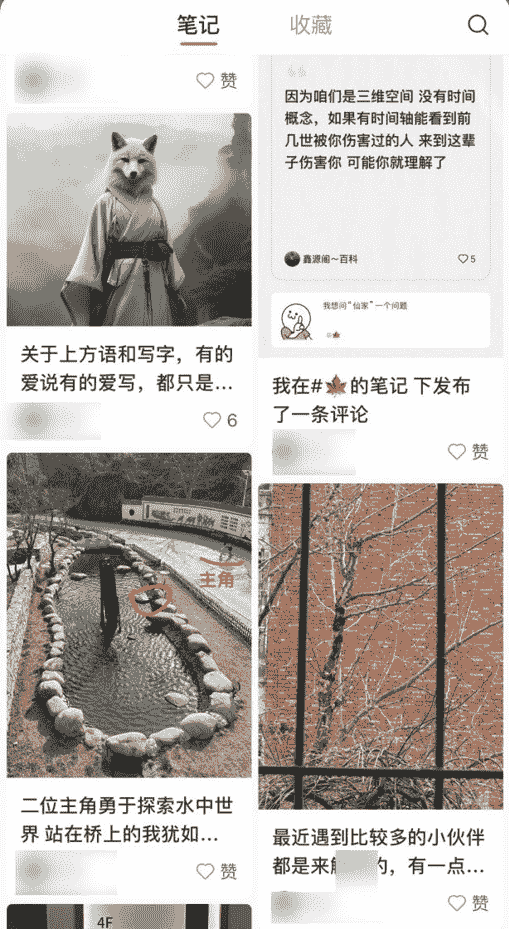 笔记
收藏
赞
关于上方语和写字，有的
爱说有的爱写，都只是…
6
主角
二位主角勇于探索水中世
界 站在桥上的我犹如…
赞
4F
因为咱们是三维空间 没有时间
概念，如果有时间轴能看到前
几世被你伤害过的人 来到这辈
子伤害你 可能你就理解了
鑫源阁～百科
5
我想问“仙家”一个问题
我在#🍁的笔记 下发布
了一条评论
赞
最近遇到比较多的小伙伴
都是来 的，有一点…
赞